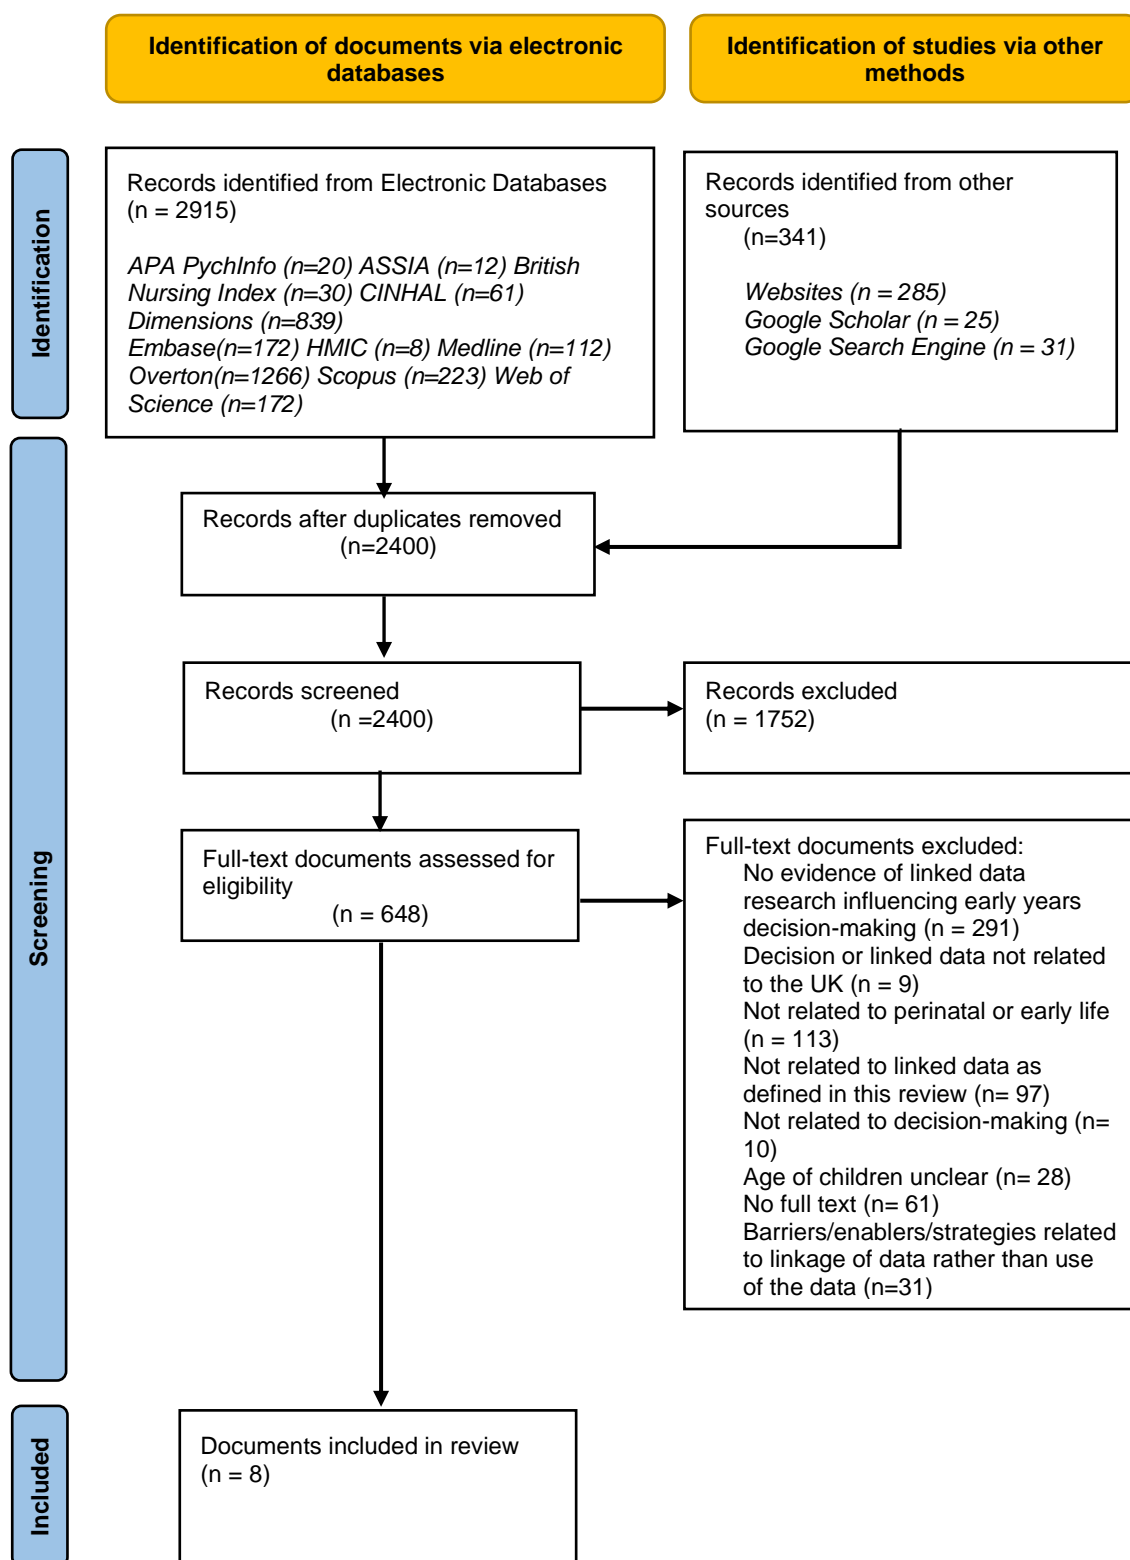 Identification of documents via electronic
databases
Identification of studies via other
methods
Identification
Records identified from Electronic Databases
(n = 2915)
APA PychInfo (n=20) ASSIA (n=12) British
Nursing Index (n=30) CINHAL (n=61)
Dimensions (n=839)
Embase(n=172) HMIC (n=8) Medline (n=112)
Overton(n=1266) Scopus (n=223) Web of
Science (n=172)
Records identified from other
sources
(n=341)
Websites (n = 285)
Google Scholar (n = 25)
Google Search Engine (n = 31)
Screening
Records after duplicates removed
(n=2400)
Records screened
(n =2400)
Records excluded
(n = 1752)
Full-text documents assessed for
eligibility
(n = 648)
Full-text documents excluded:
No evidence of linked data
research influencing early years
decision-making (n = 291)
Decision or linked data not related
to the UK (n = 9)
Not related to perinatal or early life
(n = 113)
Not related to linked data as
defined in this review (n= 97)
Not related to decision-making (n=
10)
Age of children unclear (n= 28)
No full text (n= 61)
Barriers/enablers/strategies related
to linkage of data rather than use
of the data (n=31)
Included
Documents included in review
(n = 8)